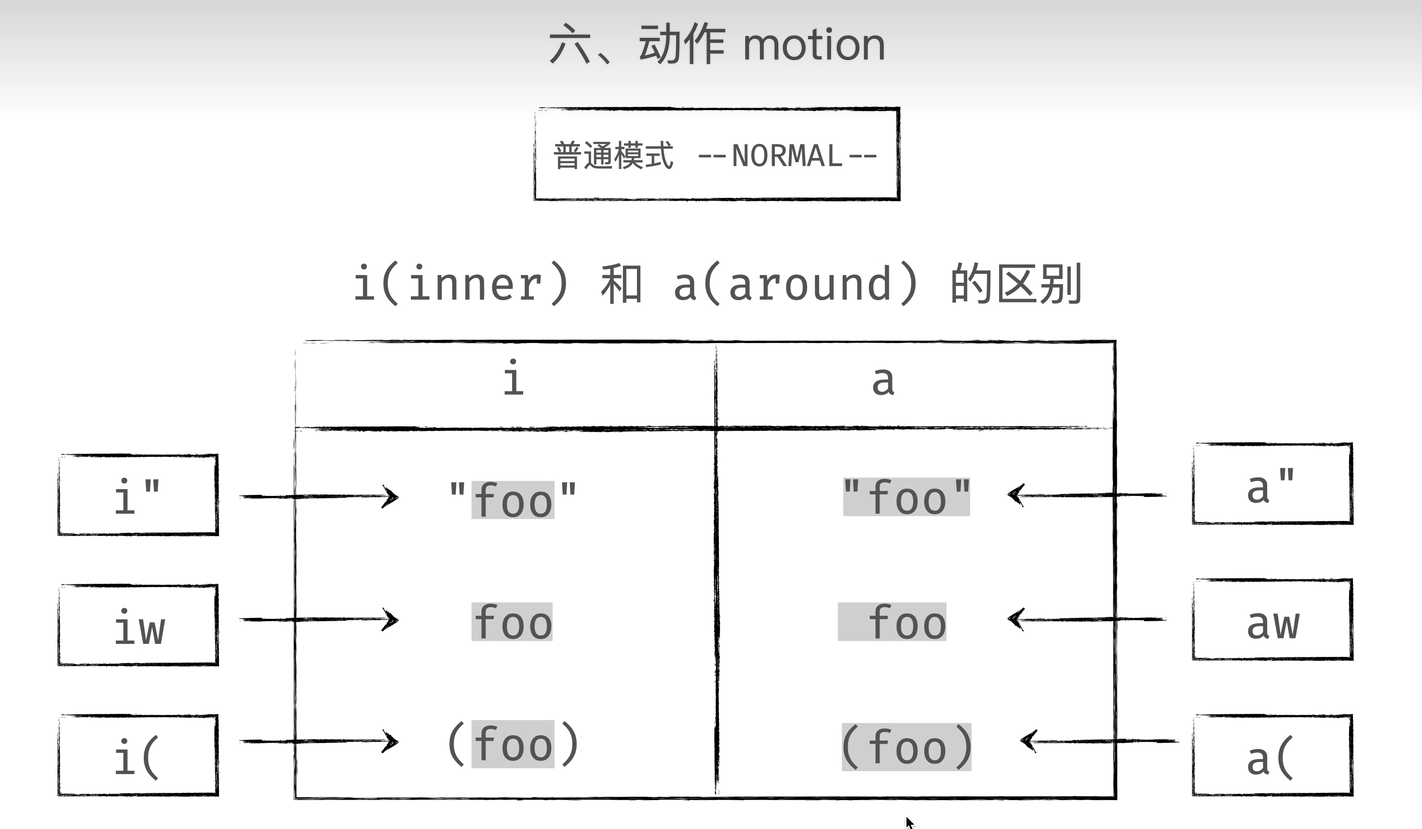 六、动作 motion
普通模式 --NORMAL--
i(inner) 和 a(around) 的区别
i a
i" "foo" "foo" a"
iw foo foo aw
i( (foo) (foo) a(